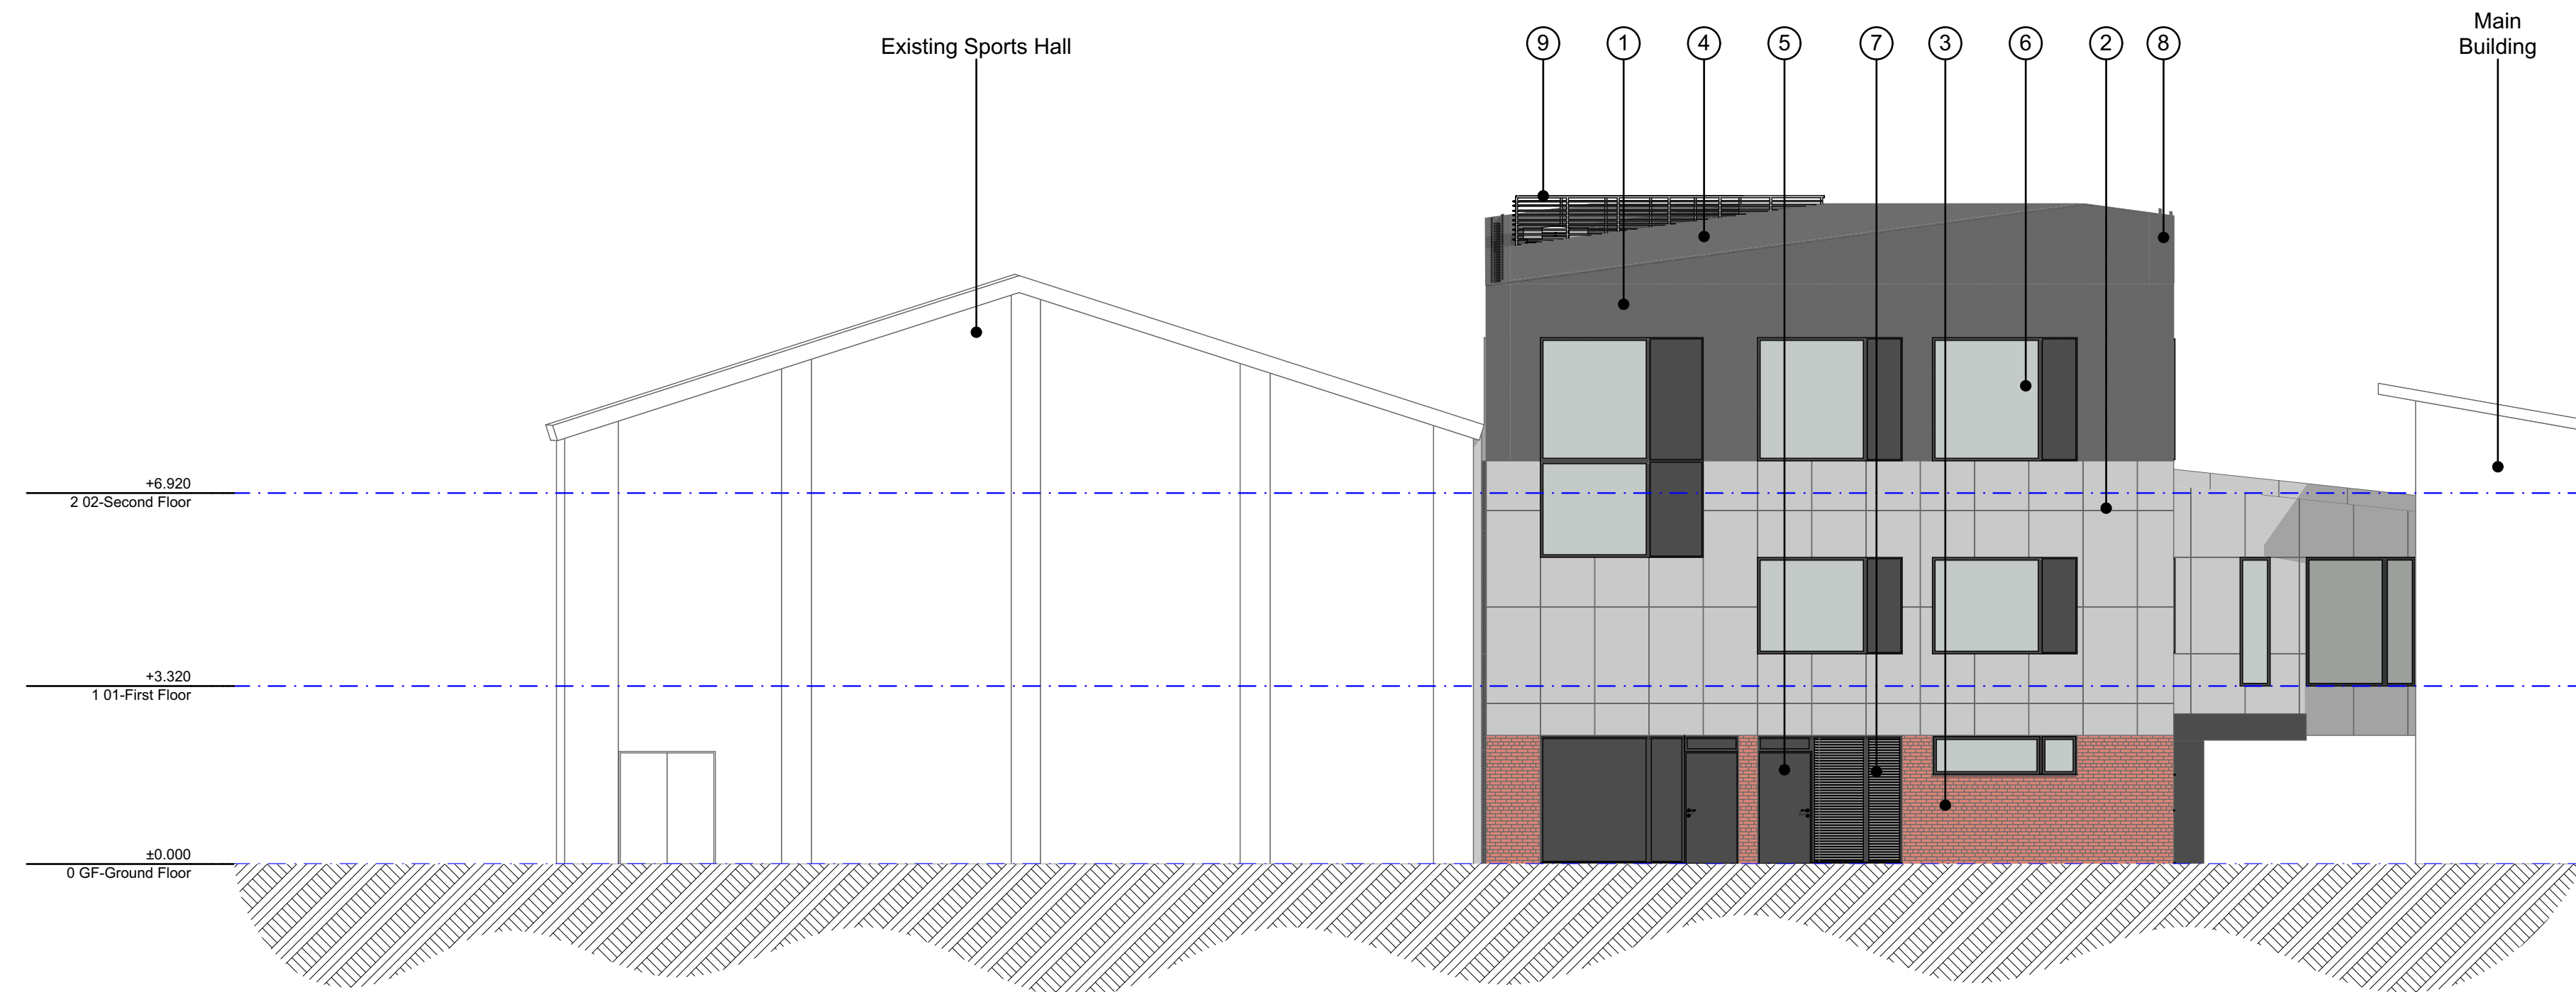 Existing Sports Hall
9
1
4
5
7
3
6
2
8
Main
Building
+6.920
2 02-Second Floor
+3.320
1 01-First Floor
±0.000
0 GF-Ground Floor